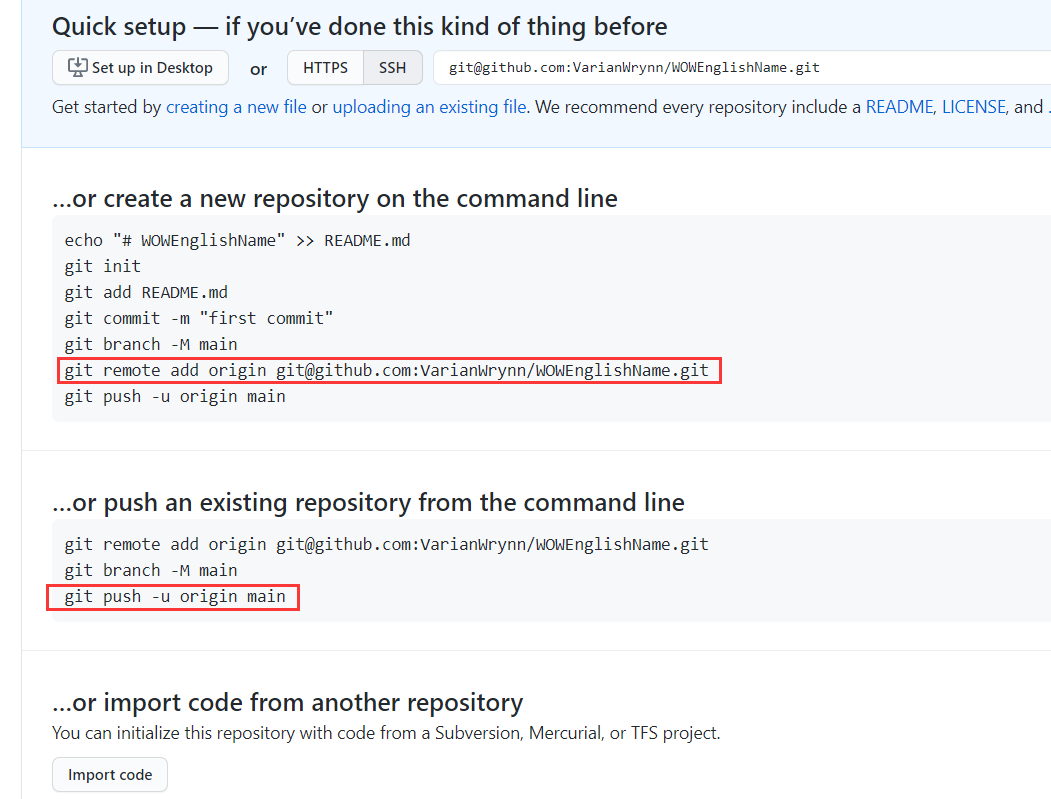 Quick setup — if you’ve done this kind of thing before
Set up in Desktop or HTTPS SSH git@github.com:VarianWrynn/WOWEnglishName.git
Get started by creating a new file or uploading an existing file. We recommend every repository include a README, LICENSE, and .
...or create a new repository on the command line
echo "# WOWEnglishName" >> README.md
git init
git add README.md
git commit -m "first commit"
git branch -M main
git remote add origin git@github.com:VarianWrynn/WOWEnglishName.git
git push -u origin main
...or push an existing repository from the command line
git remote add origin git@github.com:VarianWrynn/WOWEnglishName.git
git branch -M main
git push -u origin main
...or import code from another repository
You can initialize this repository with code from a Subversion, Mercurial, or TFS project.
Import code